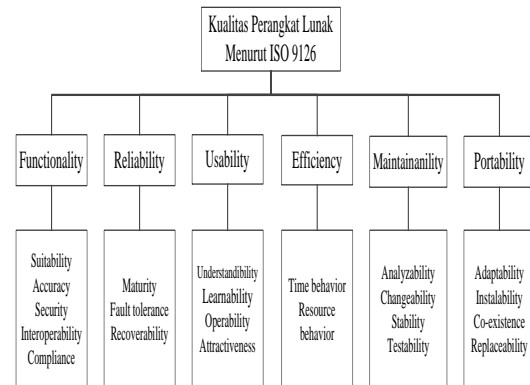 Kualitas Perangkat Lunak
Menurut ISO 9126
Functionality
Reliability
Usability
Efficiency
Maintainanility
Portability
Suitability
Accuracy
Security
Interoperability
Compliance
Maturity
Fault tolerance
Recoverability
Understandibility
Learnability
Operability
Attractiveness
Time behavior
Resource
behavior
Analyzability
Changeability
Stability
Testability
Adaptability
Instalability
Co-existence
Replaceability